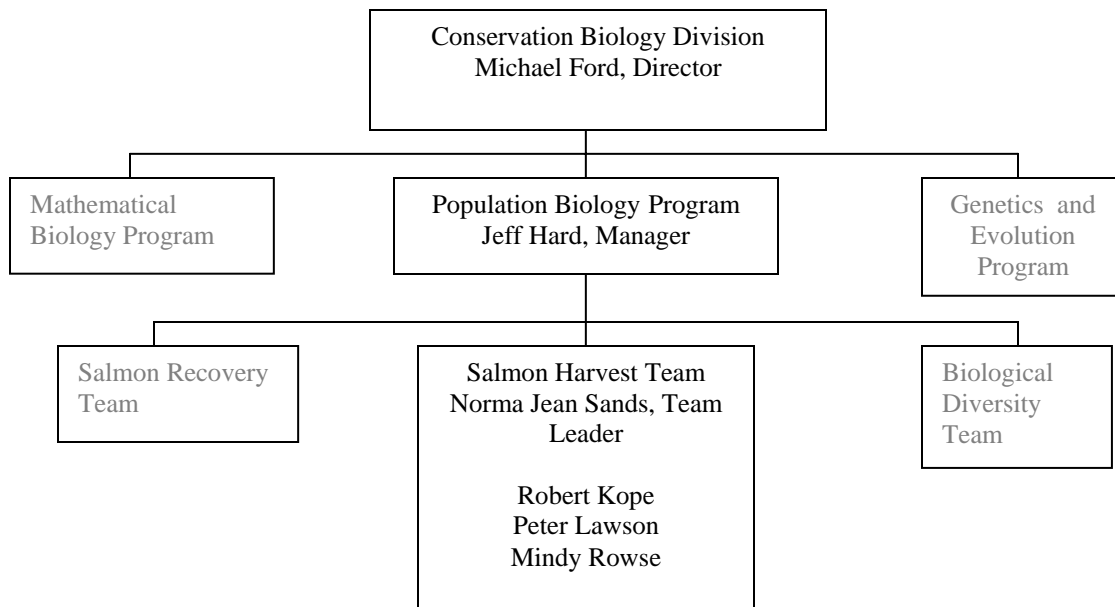 Conservation Biology Division
Michael Ford, Director
Mathematical
Biology Program
Population Biology Program
Jeff Hard, Manager
Genetics and
Evolution
Program
Salmon Recovery
Team
Salmon Harvest Team
Norma Jean Sands, Team
Leader
Robert Kope
Peter Lawson
Mindy Rowse
Biological
Diversity
Team